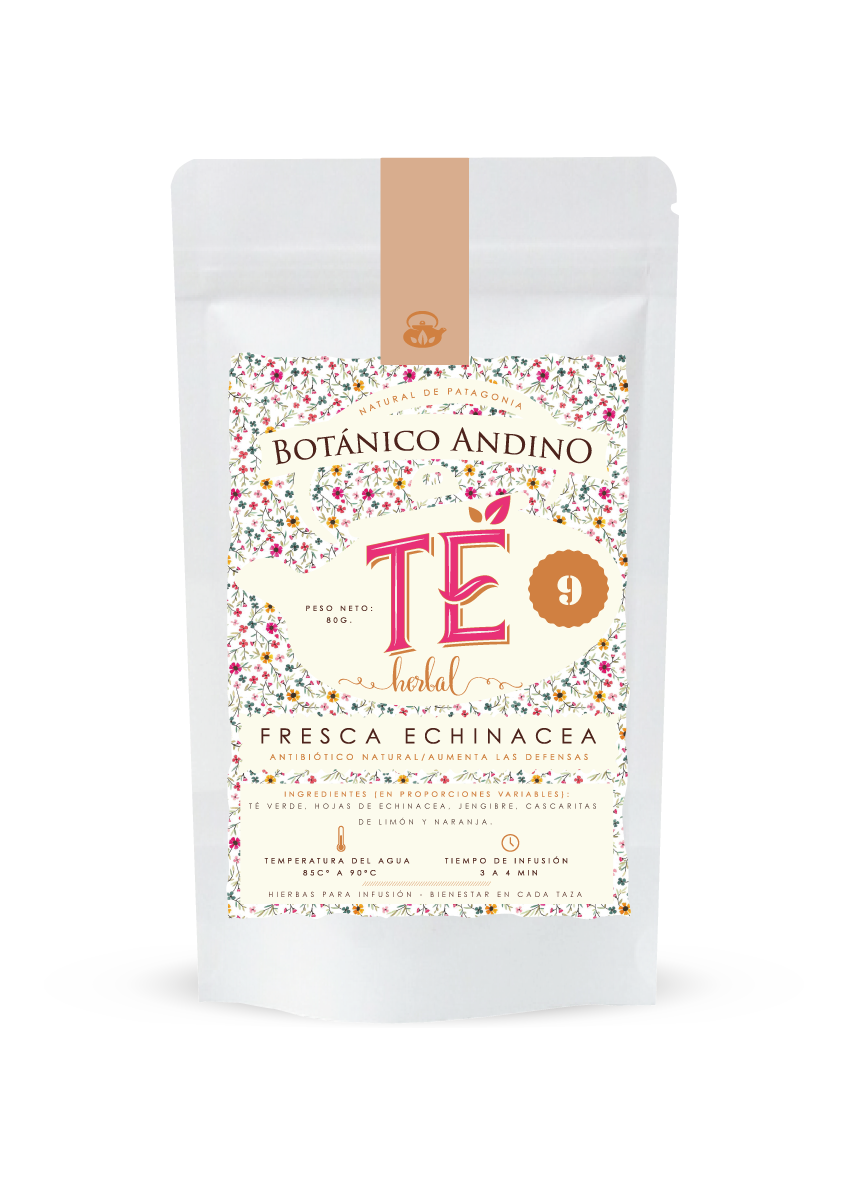 NATURAL DE PATAGONIA
BOTÁNICO ANDINO
TÉ
9
PESO NETO:
80G.
herbal
FRESCA ECHINACEA
ANTIBIÓTICO NATURAL/AUMENTA LAS DEFENSAS
INGREDIENTES (EN PROPORCIONES VARIABLES):
TÉ VERDE, HOJAS DE ECHINACEA, JENGIBRE, CASCARITAS
DE LIMÓN Y NARANJA.
TEMPERATURA DEL AGUA
85Cº A 90ºC
TIEMPO DE INFUSIÓN
3 A 4 MIN
HIERBAS PARA INFUSIÓN - BIENESTAR EN CADA TAZA